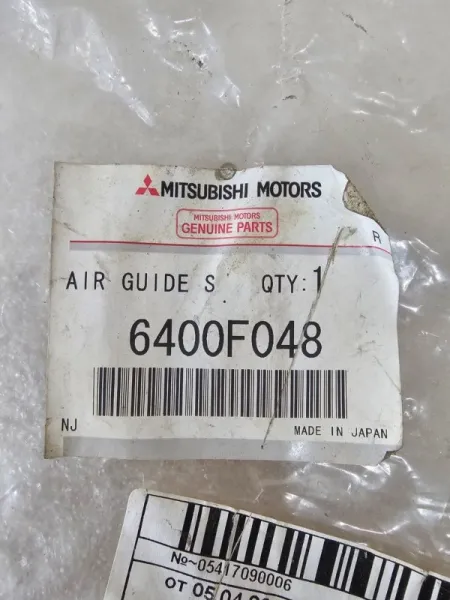 MITSUBISHI MOTORS
MITSUBISHI MOTORS
GENUINE PARTS
R
AIR GUIDE S QTY:1
6400F048
NJ MADE IN JAPAN
№~05417090006